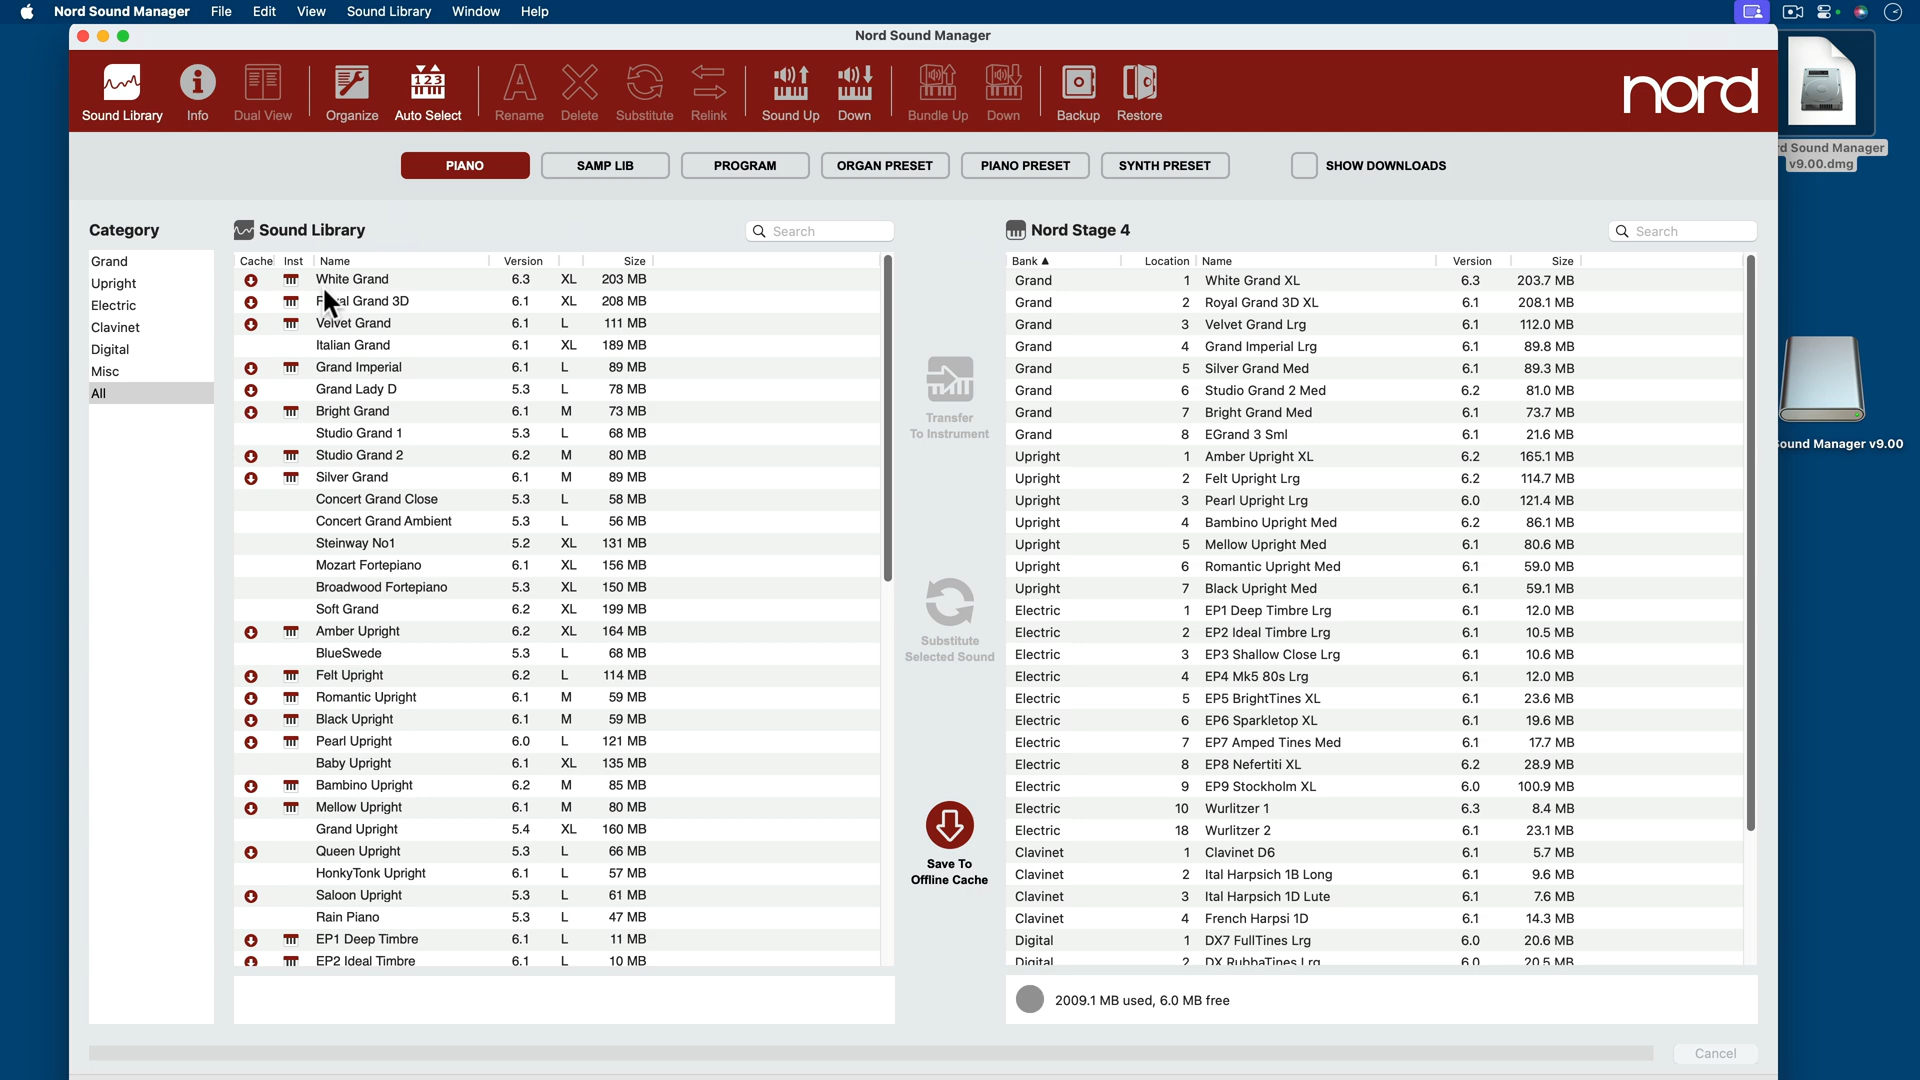 Nord Sound Manager File Edit View Sound Library Window Help
Nord Sound Manager
Sound Library Info Dual View Organize Auto Select Rename Delete Substitute Relink Sound Up Down Bundle Up Down Backup Restore
123
nord
PIANO SAMP LIB PROGRAM ORGAN PRESET PIANO PRESET SYNTH PRESET SHOW DOWNLOADS
rd Sound Manager
v9.00.dmg
ound Manager v9.00
Category
Grand
Upright
Electric
Clavinet
Digital
Misc
All
Sound Library Search
Cache Inst Name Version Size
White Grand 6.3 XL 203 MB
Royal Grand 3D 6.1 XL 208 MB
Velvet Grand 6.1 L 111 MB
Italian Grand 6.1 XL 189 MB
Grand Imperial 6.1 L 89 MB
Grand Lady D 5.3 L 78 MB
Bright Grand 6.1 M 73 MB
Studio Grand 1 5.3 L 68 MB
Studio Grand 2 6.2 M 80 MB
Silver Grand 6.1 M 89 MB
Concert Grand Close 5.3 L 58 MB
Concert Grand Ambient 5.3 L 56 MB
Steinway No1 5.2 XL 131 MB
Mozart Fortepiano 6.1 XL 156 MB
Broadwood Fortepiano 5.3 XL 150 MB
Soft Grand 6.2 XL 199 MB
Amber Upright 6.2 XL 164 MB
BlueSwede 5.3 L 68 MB
Felt Upright 6.2 L 114 MB
Romantic Upright 6.1 M 59 MB
Black Upright 6.1 M 59 MB
Pearl Upright 6.0 L 121 MB
Baby Upright 6.1 XL 135 MB
Bambino Upright 6.2 M 85 MB
Mellow Upright 6.1 M 80 MB
Grand Upright 5.4 XL 160 MB
Queen Upright 5.3 L 66 MB
HonkyTonk Upright 6.1 L 57 MB
Saloon Upright 5.3 L 61 MB
Rain Piano 5.3 L 47 MB
EP1 Deep Timbre 6.1 L 11 MB
EP2 Ideal Timbre 6.1 L 10 MB
Transfer
To Instrument
Substitute
Selected Sound
Save To
Offline Cache
Nord Stage 4 Search
Bank Location Name Version Size
Grand 1 White Grand XL 6.3 203.7 MB
Grand 2 Royal Grand 3D XL 6.1 208.1 MB
Grand 3 Velvet Grand Lrg 6.1 112.0 MB
Grand 4 Grand Imperial Lrg 6.1 89.8 MB
Grand 5 Silver Grand Med 6.1 89.3 MB
Grand 6 Studio Grand 2 Med 6.2 81.0 MB
Grand 7 Bright Grand Med 6.1 73.7 MB
Grand 8 EGrand 3 Sml 6.1 21.6 MB
Upright 1 Amber Upright XL 6.2 165.1 MB
Upright 2 Felt Upright Lrg 6.2 114.7 MB
Upright 3 Pearl Upright Lrg 6.0 121.4 MB
Upright 4 Bambino Upright Med 6.2 86.1 MB
Upright 5 Mellow Upright Med 6.1 80.6 MB
Upright 6 Romantic Upright Med 6.1 59.0 MB
Upright 7 Black Upright Med 6.1 59.1 MB
Electric 1 EP1 Deep Timbre Lrg 6.1 12.0 MB
Electric 2 EP2 Ideal Timbre Lrg 6.1 10.5 MB
Electric 3 EP3 Shallow Close Lrg 6.1 10.6 MB
Electric 4 EP4 Mk5 80s Lrg 6.1 12.0 MB
Electric 5 EP5 BrightTines XL 6.1 23.6 MB
Electric 6 EP6 Sparkletop XL 6.1 19.6 MB
Electric 7 EP7 Amped Tines Med 6.1 17.7 MB
Electric 8 EP8 Nefertiti XL 6.2 28.9 MB
Electric 9 EP9 Stockholm XL 6.0 100.9 MB
Electric 10 Wurlitzer 1 6.3 8.4 MB
Electric 18 Wurlitzer 2 6.1 23.1 MB
Clavinet 1 Clavinet D6 6.1 5.7 MB
Clavinet 2 Ital Harpsich 1B Long 6.1 9.6 MB
Clavinet 3 Ital Harpsich 1D Lute 6.1 7.6 MB
Clavinet 4 French Harpsi 1D 6.1 14.3 MB
Digital 1 DX7 FullTines Lrg 6.0 20.6 MB
Digital 2 DX RubbaTines Lrg 6.0 20.5 MB
2009.1 MB used, 6.0 MB free
Cancel